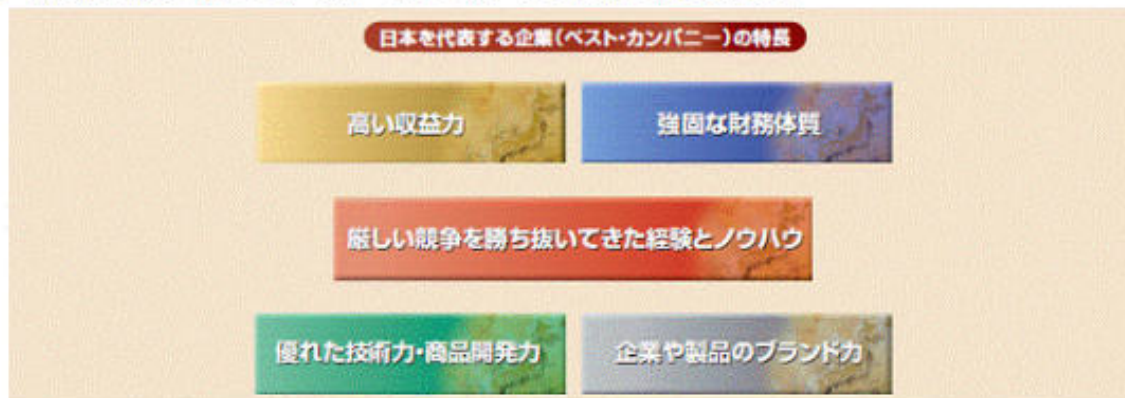 日本を代表する企業(ベスト・カンパニー)の特長
高い収益力
強固な財務体質
厳しい競争を勝ち抜いてきた経験とノウハウ
優れた技術力・商品開発力
企業や製品のブランド力